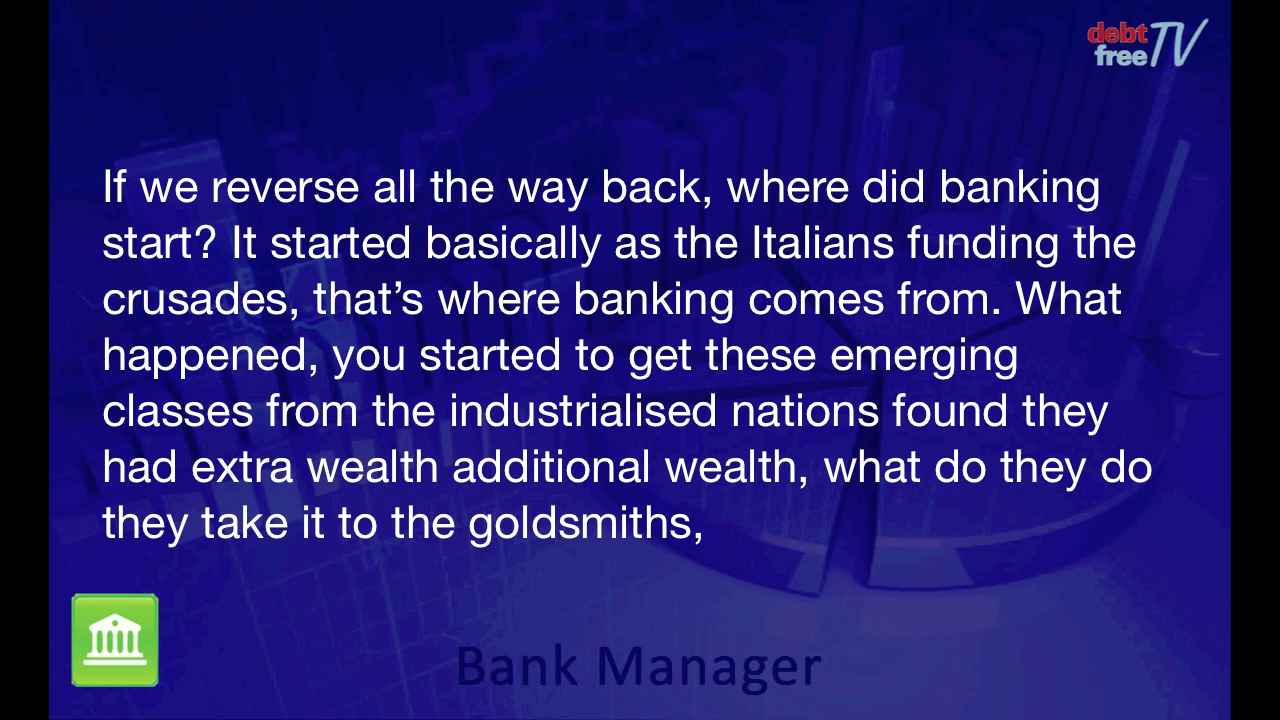 debt
free TV
If we reverse all the way back, where did banking
start? It started basically as the Italians funding the
crusades, that’s where banking comes from. What
happened, you started to get these emerging
classes from the industrialised nations found they
had extra wealth additional wealth, what do they do
they take it to the goldsmiths,
Bank Manager